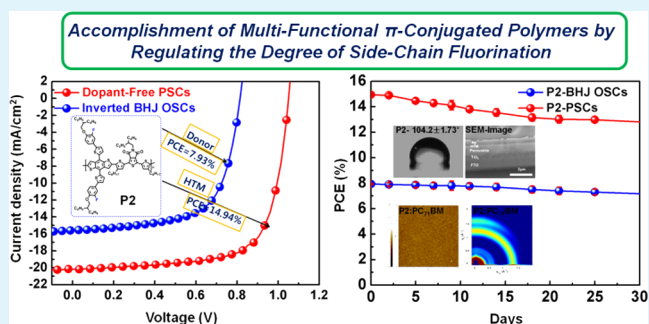 Accomplishment of Multi-Functional π-Conjugated Polymers by
Regulating the Degree of Side-Chain Fluorination
Current density (mA/cm²)
2
0
-2
-4
-6
-8
-10
-12
-14
-16
-18
-20
-22
Dopant-Free PSCs
Inverted BHJ OSCs
P2
Donor
PCE=7.93%
HTM
PCE=14.94%
0.0
0.2
0.4
0.6
0.8
1.0
1.2
Voltage (V)
PCE (%)
16
14
12
10
8
6
4
2
0
P2-BHJ OSCs
P2-PSCs
P2- 104.2±1.73°
SEM-Image
TiO₂
FTO
P2:PC₇₁BM
0
5
10
15
20
25
30
Days